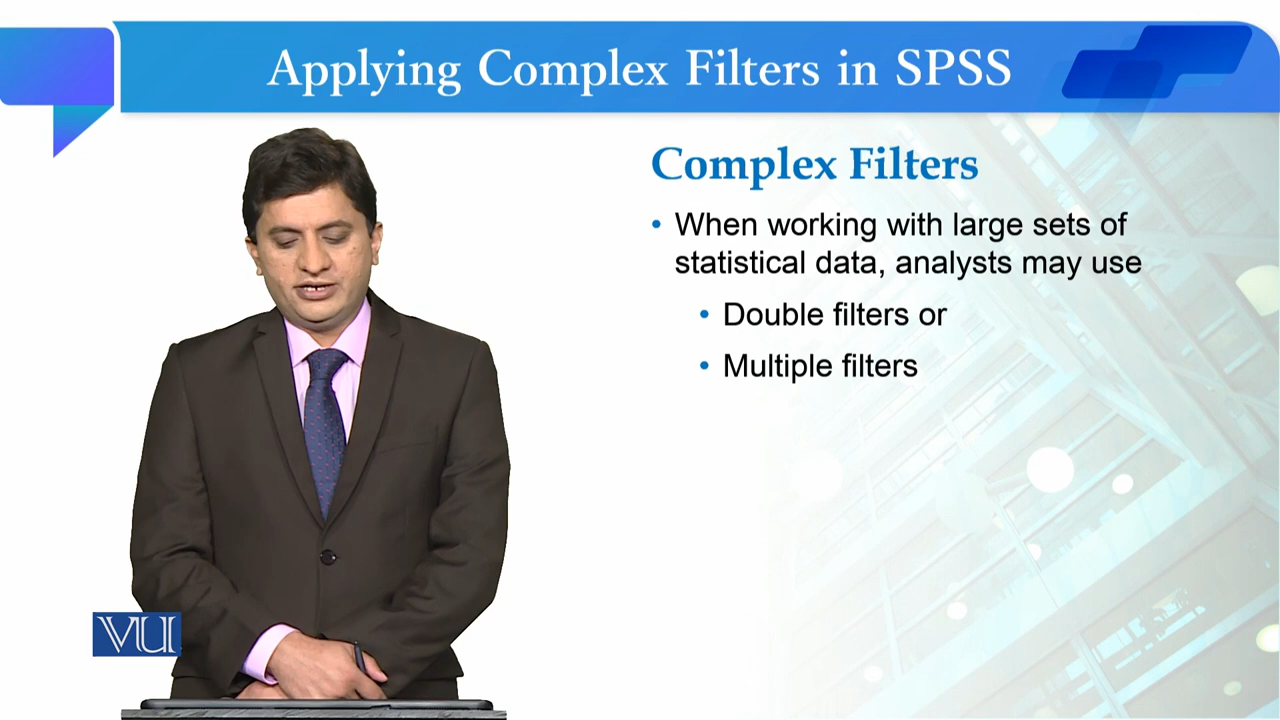 Applying Complex Filters in SPSS
Complex Filters
• When working with large sets of
statistical data, analysts may use
• Double filters or
• Multiple filters
VU